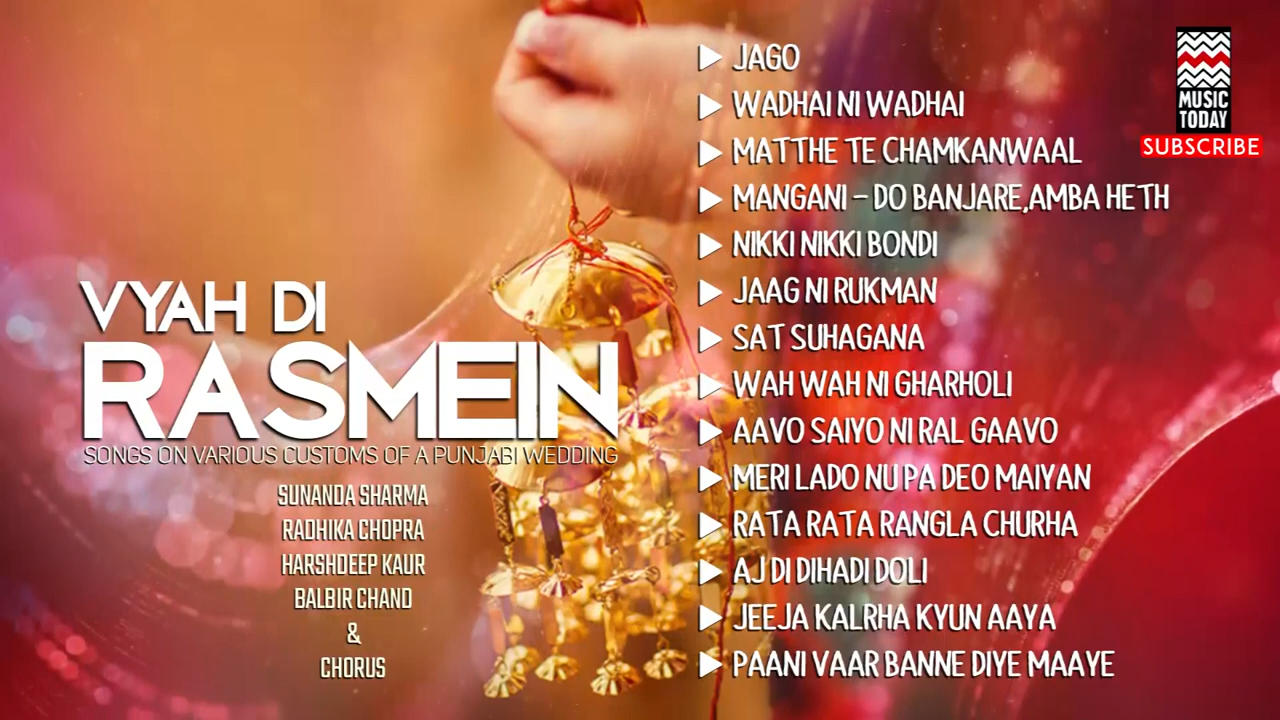 VYAH DI
RASMEIN
SONGS ON VARIOUS CUSTOMS OF A PUNJABI WEDDING
SUNANDA SHARMA
RADHIKA CHOPRA
HARSHDEEP KAUR
BALBIR CHAND
&
CHORUS
JAGO
WADHAI NI WADHAI
MATTHE TE CHAMKANWAAL
MANGANI - DO BANJARE,AMBA HETH
NIKKI NIKKI BONDI
JAAG NI RUKMAN
SAT SUHAGANA
WAH WAH NI GHARHOLI
AAVO SAIYO NI RAL GAAVO
MERI LADO NU PA DEO MAIYAN
RATA RATA RANGLA CHURHA
AJ DI DIHADI DOLI
JEEJA KALRHA KYUN AAYA
PAANI VAAR BANNE DIYE MAAYE
MUSIC
TODAY
SUBSCRIBE